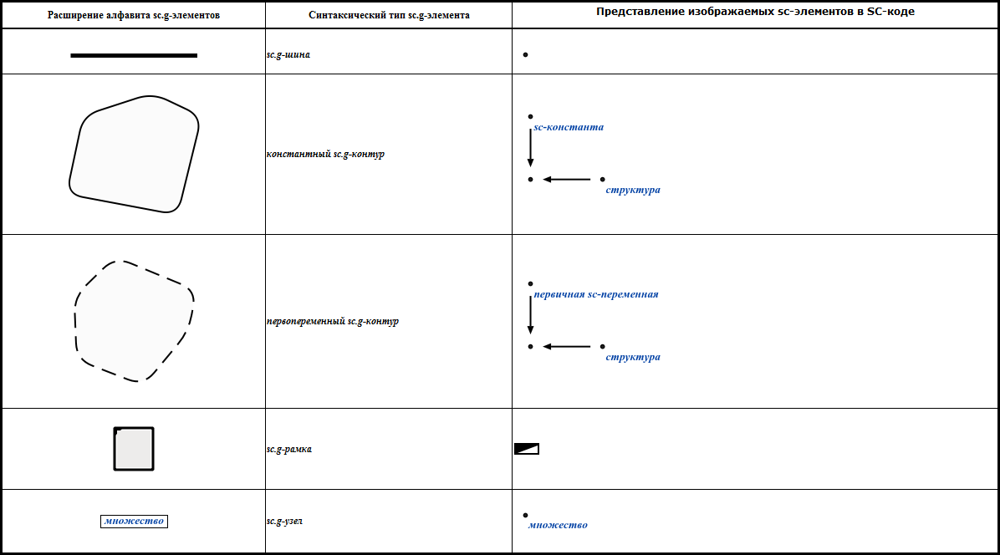 Расширение алфавита sc.g-элементов
Синтаксический тип sc.g-элемента
Представление изображаемых sc-элементов в SC-коде
sc.g-шина
константный sc.g-контур
sc-константа
структура
первопеременный sc.g-контур
первичная sc-переменная
структура
sc.g-рамка
множество
sc.g-узел
множество